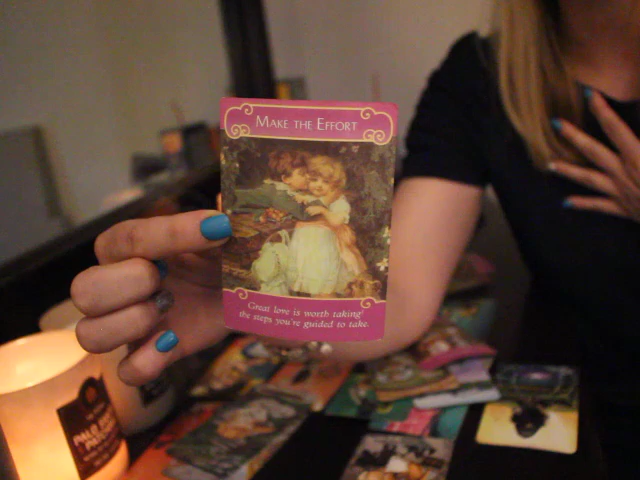 MAKE THE EFFORT
Great love is worth taking
the steps you're guided to take.